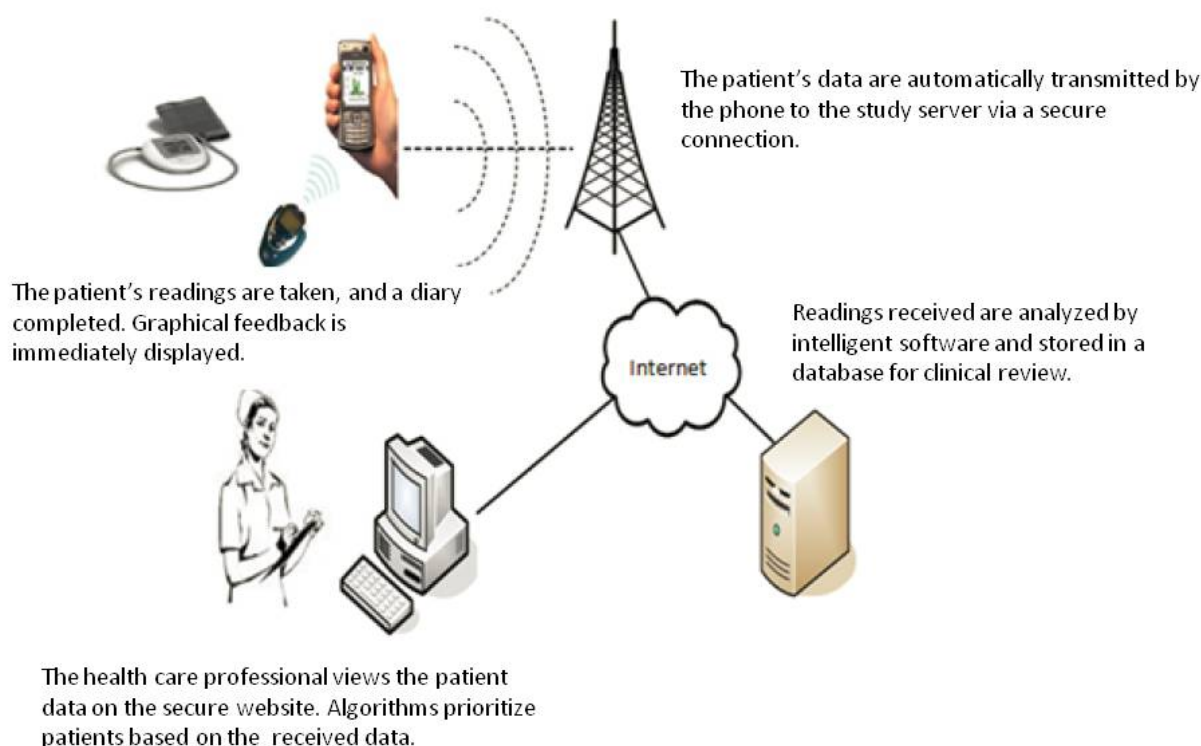 The patient's data are automatically transmitted by
the phone to the study server via a secure
connection.
The patient's readings are taken, and a diary
completed. Graphical feedback is
immediately displayed.
Readings received are analyzed by
intelligent software and stored in a
database for clinical review.
Internet
The health care professional views the patient
data on the secure website. Algorithms prioritize
patients based on the received data.